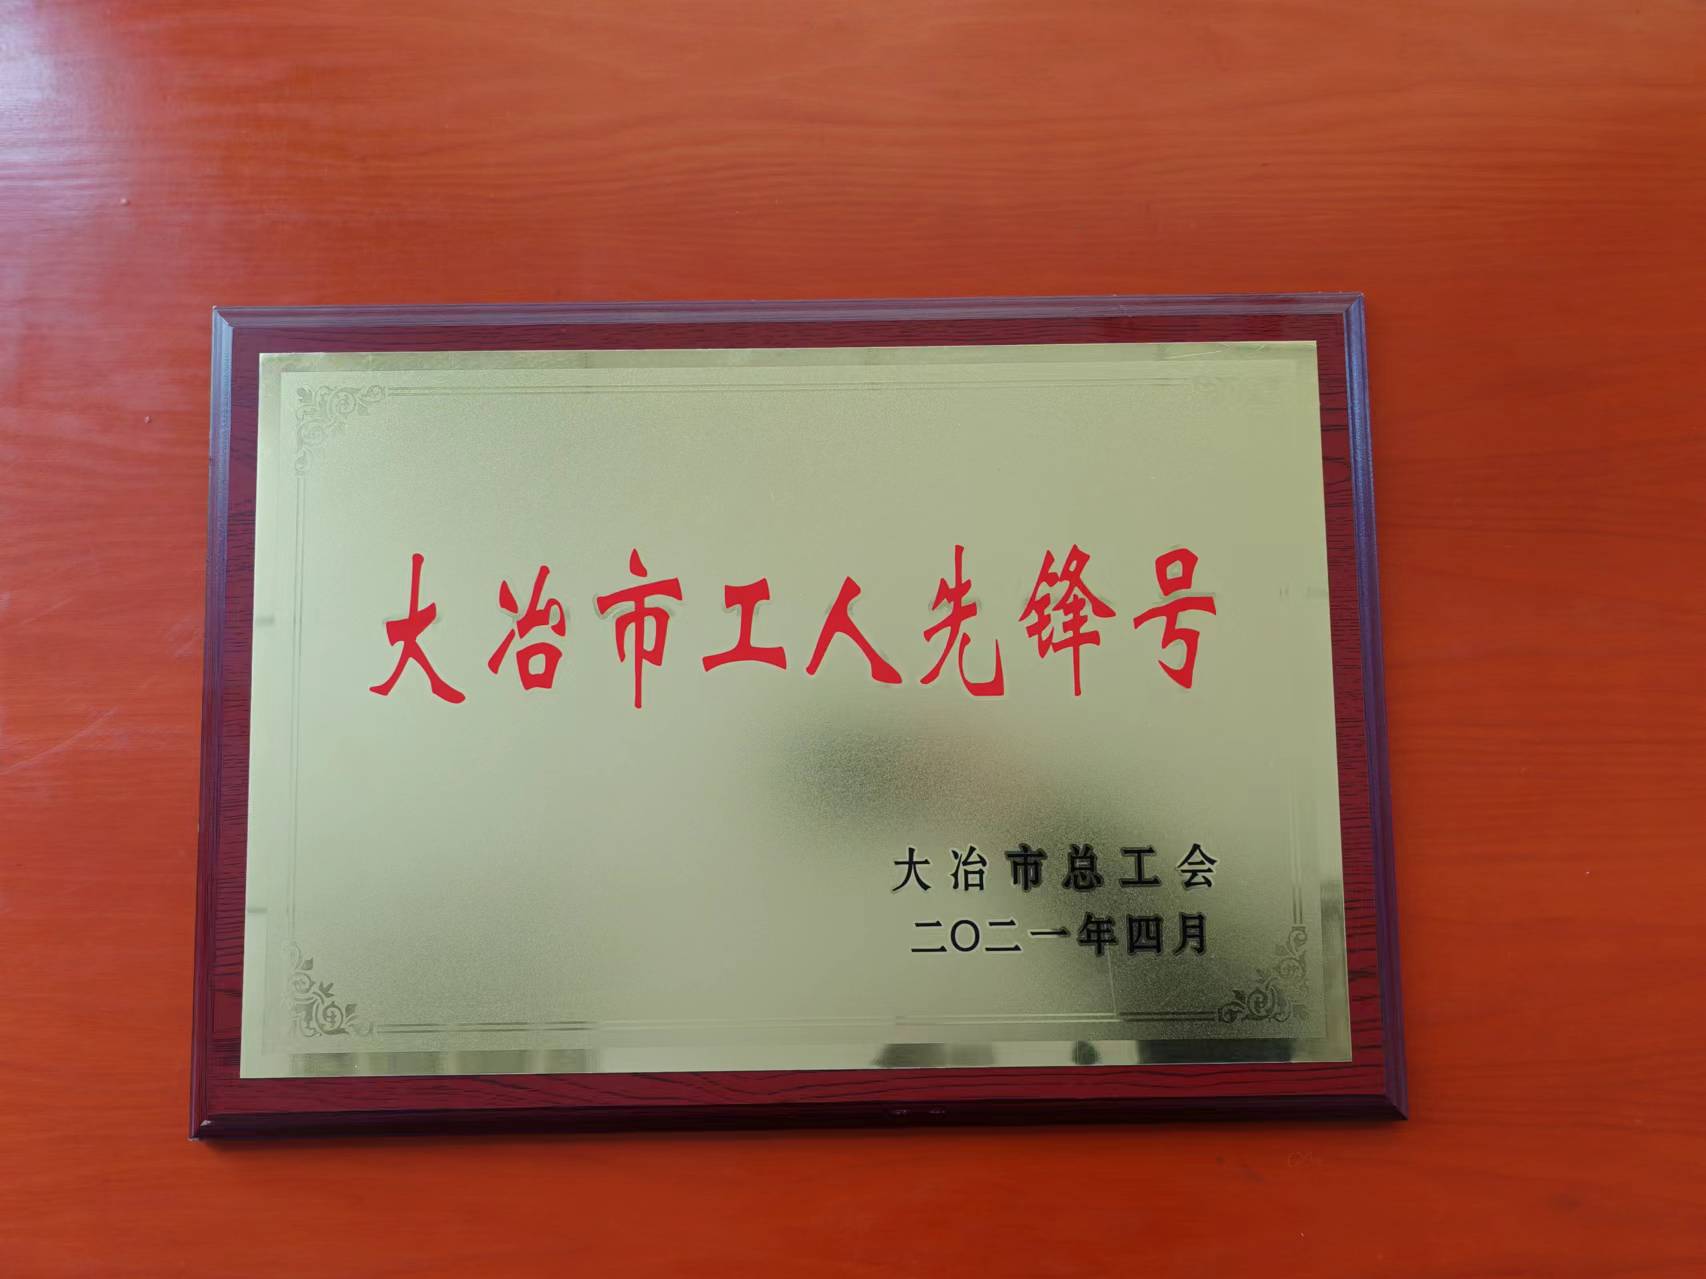 大冶市工人先锋号
大冶市总工会
二〇二一年四月